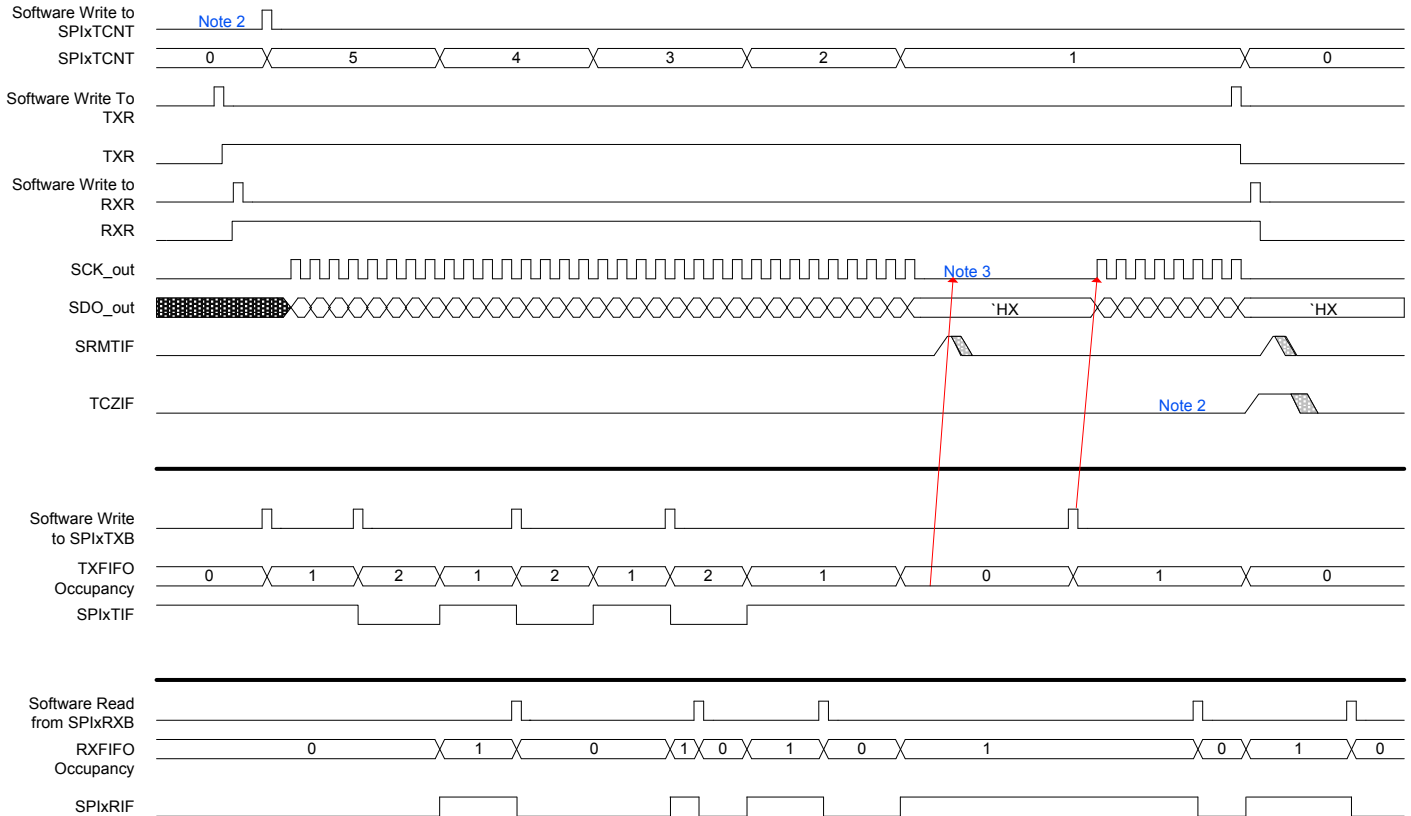 Software Write to
SPIxTCNT
Note 2
SPIxTCNT
0 5 4 3 2 1 0
Software Write To
TXR
TXR
Software Write to
RXR
RXR
SCK_out
Note 3
SDO_out
`HX `HX
SRMTIF
TCZIF
Note 2
Software Write
to SPIxTXB
TXFIFO
Occupancy
0 1 2 1 2 1 2 1 0 1 0
SPIxTIF
Software Read
from SPIxRXB
RXFIFO
Occupancy
0 1 0 1 0 1 0 1 0 1 0
SPIxRIF